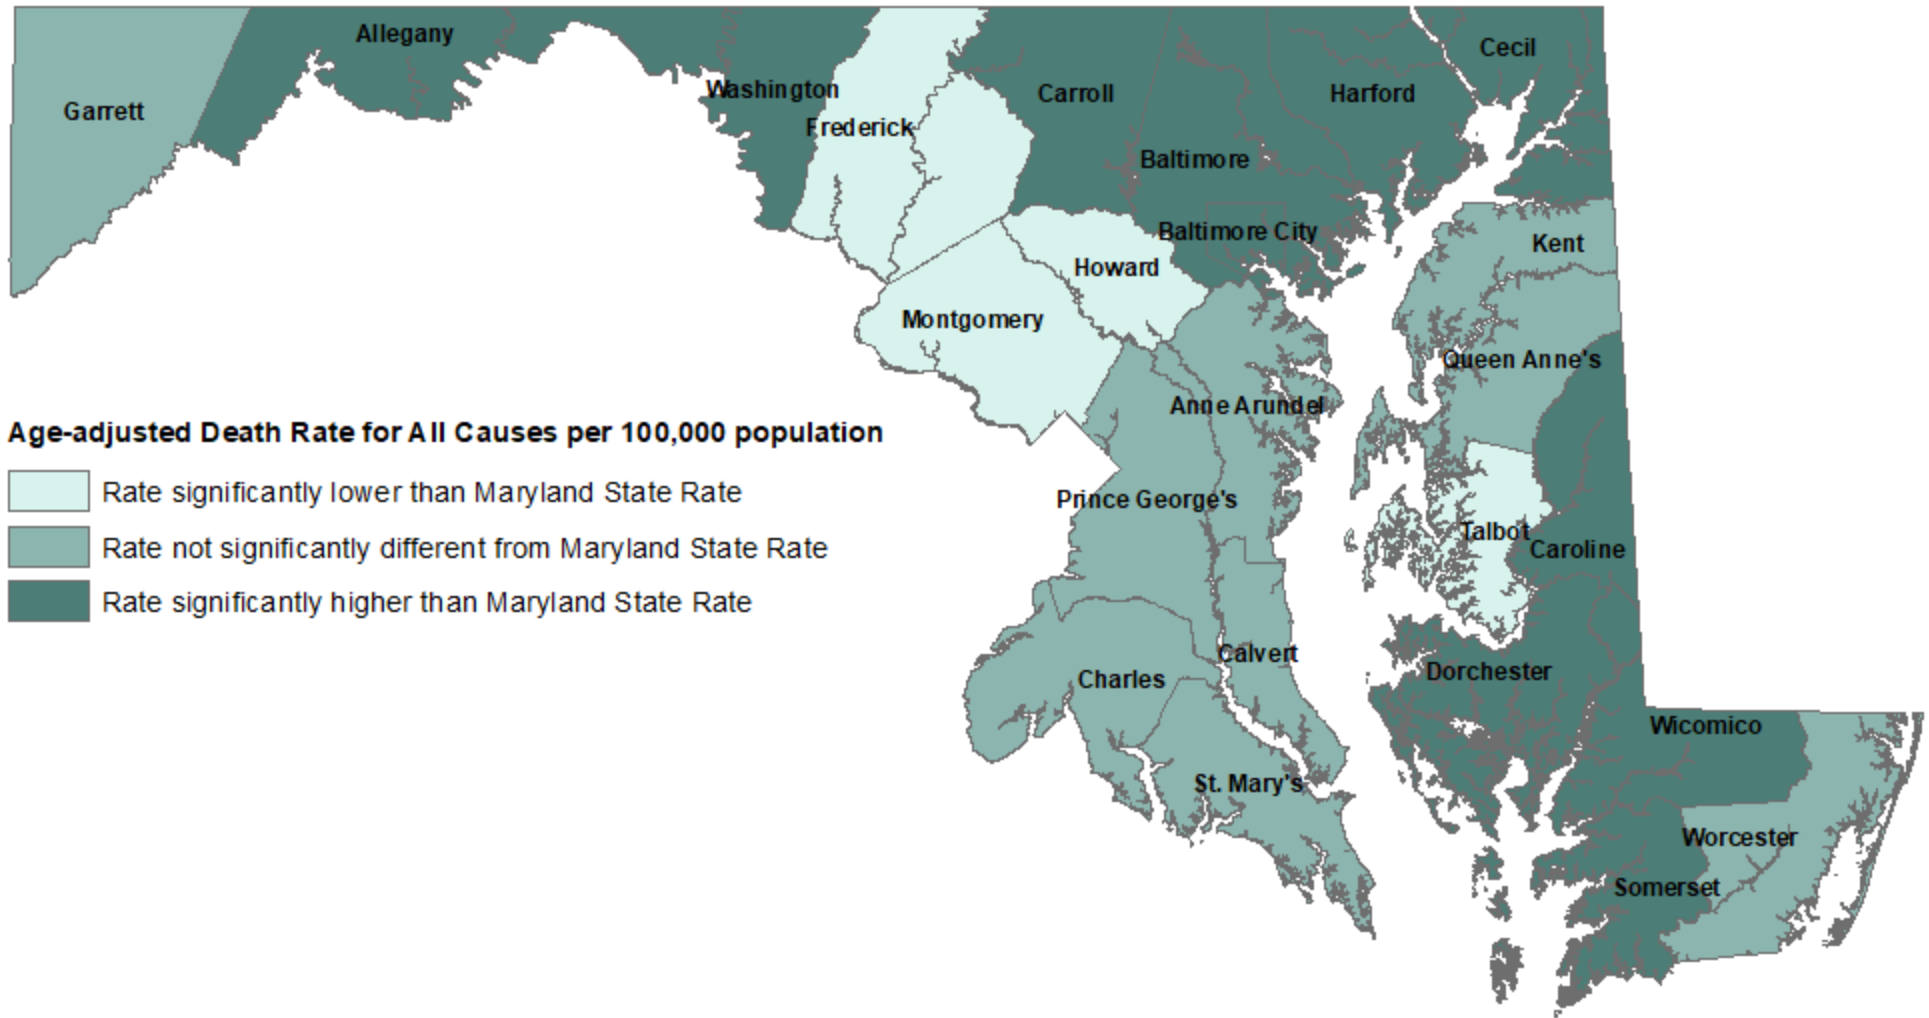 Allegany
Cecil
Garrett
Washington
Carroll
Harford
Frederick
Baltimore
Baltimore City
Kent
Howard
Montgomery
Queen Anne's
Anne Arundel
Age-adjusted Death Rate for All Causes per 100,000 population
Rate significantly lower than Maryland State Rate
Rate not significantly different from Maryland State Rate
Rate significantly higher than Maryland State Rate
Prince George's
Talbot
Caroline
Calvert
Charles
Dorchester
Wicomico
St. Mary's
Worcester
Somerset